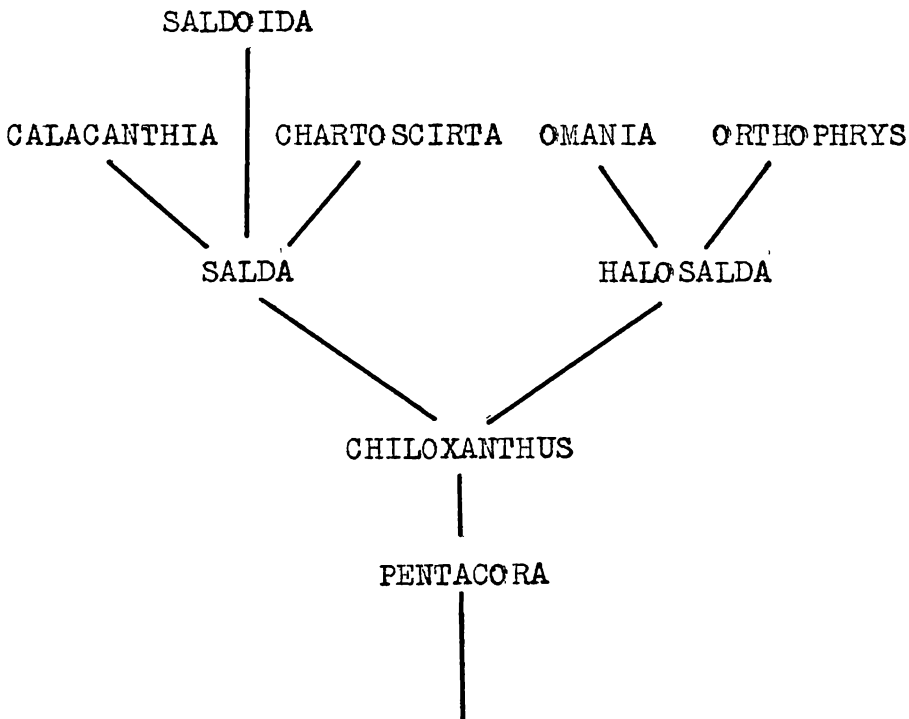 SALDOIDA
CALACANTHIA CHARTOSCIRTA OMANIA ORTHOPHRYS
SALDA HALOSALDA
CHILOXANTHUS
PENTACORA